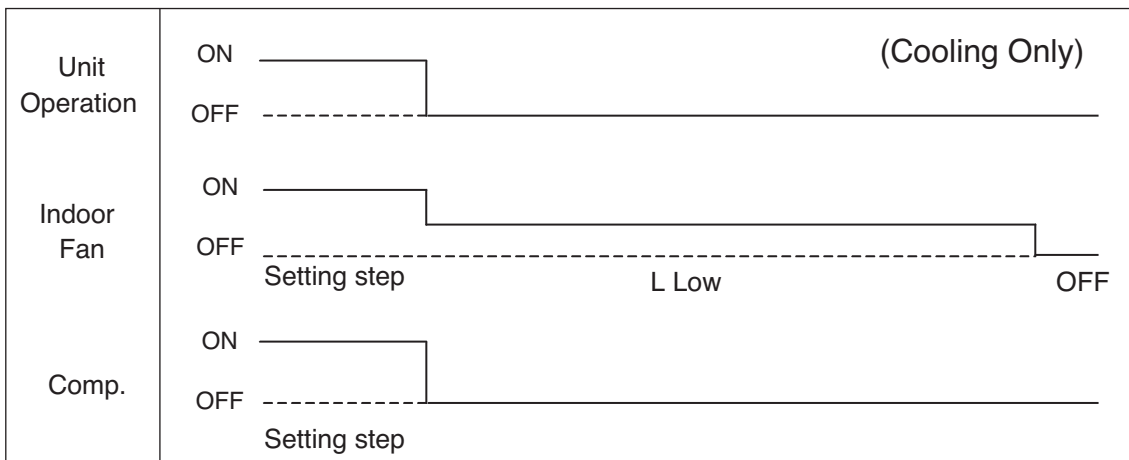 (Cooling Only)
Unit
Operation
ON
OFF
Indoor
Fan
ON
OFF
Setting step
L Low
OFF
Comp.
ON
OFF
Setting step